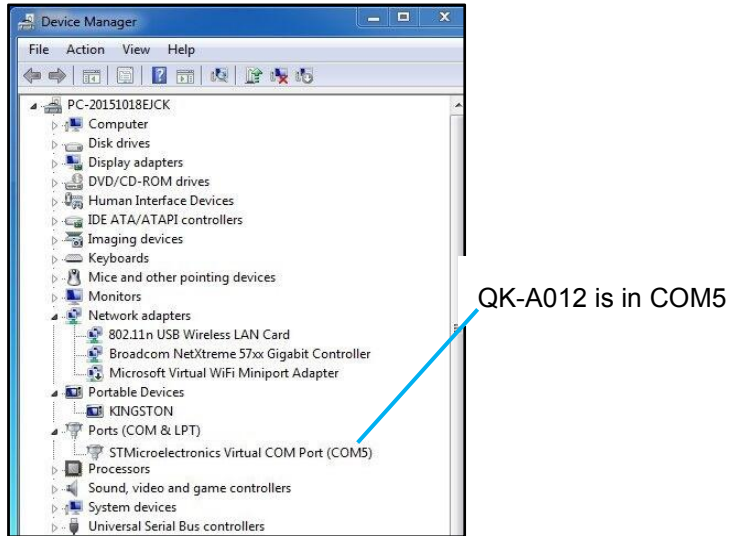 Device Manager
File Action View Help
PC-20151018EJCK
Computer
Disk drives
Display adapters
DVD/CD-ROM drives
Human Interface Devices
IDE ATA/ATAPI controllers
Imaging devices
Keyboards
Mice and other pointing devices
Monitors
Network adapters
802.11n USB Wireless LAN Card
Broadcom NetXtreme 57xx Gigabit Controller
Microsoft Virtual WiFi Miniport Adapter
Portable Devices
KINGSTON
Ports (COM & LPT)
STMicroelectronics Virtual COM Port (COM5)
Processors
Sound, video and game controllers
System devices
Universal Serial Bus controllers
QK-A012 is in COM5